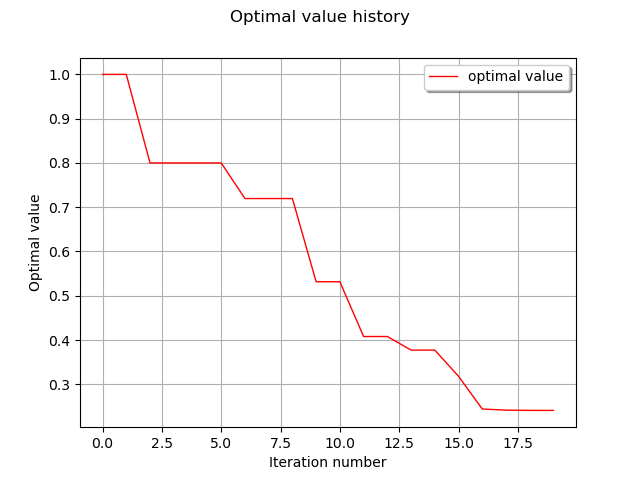 Optimal value history
optimal value
1.0
0.9
0.8
0.7
0.6
0.5
0.4
0.3
Optimal value
0.0 2.5 5.0 7.5 10.0 12.5 15.0 17.5
Iteration number